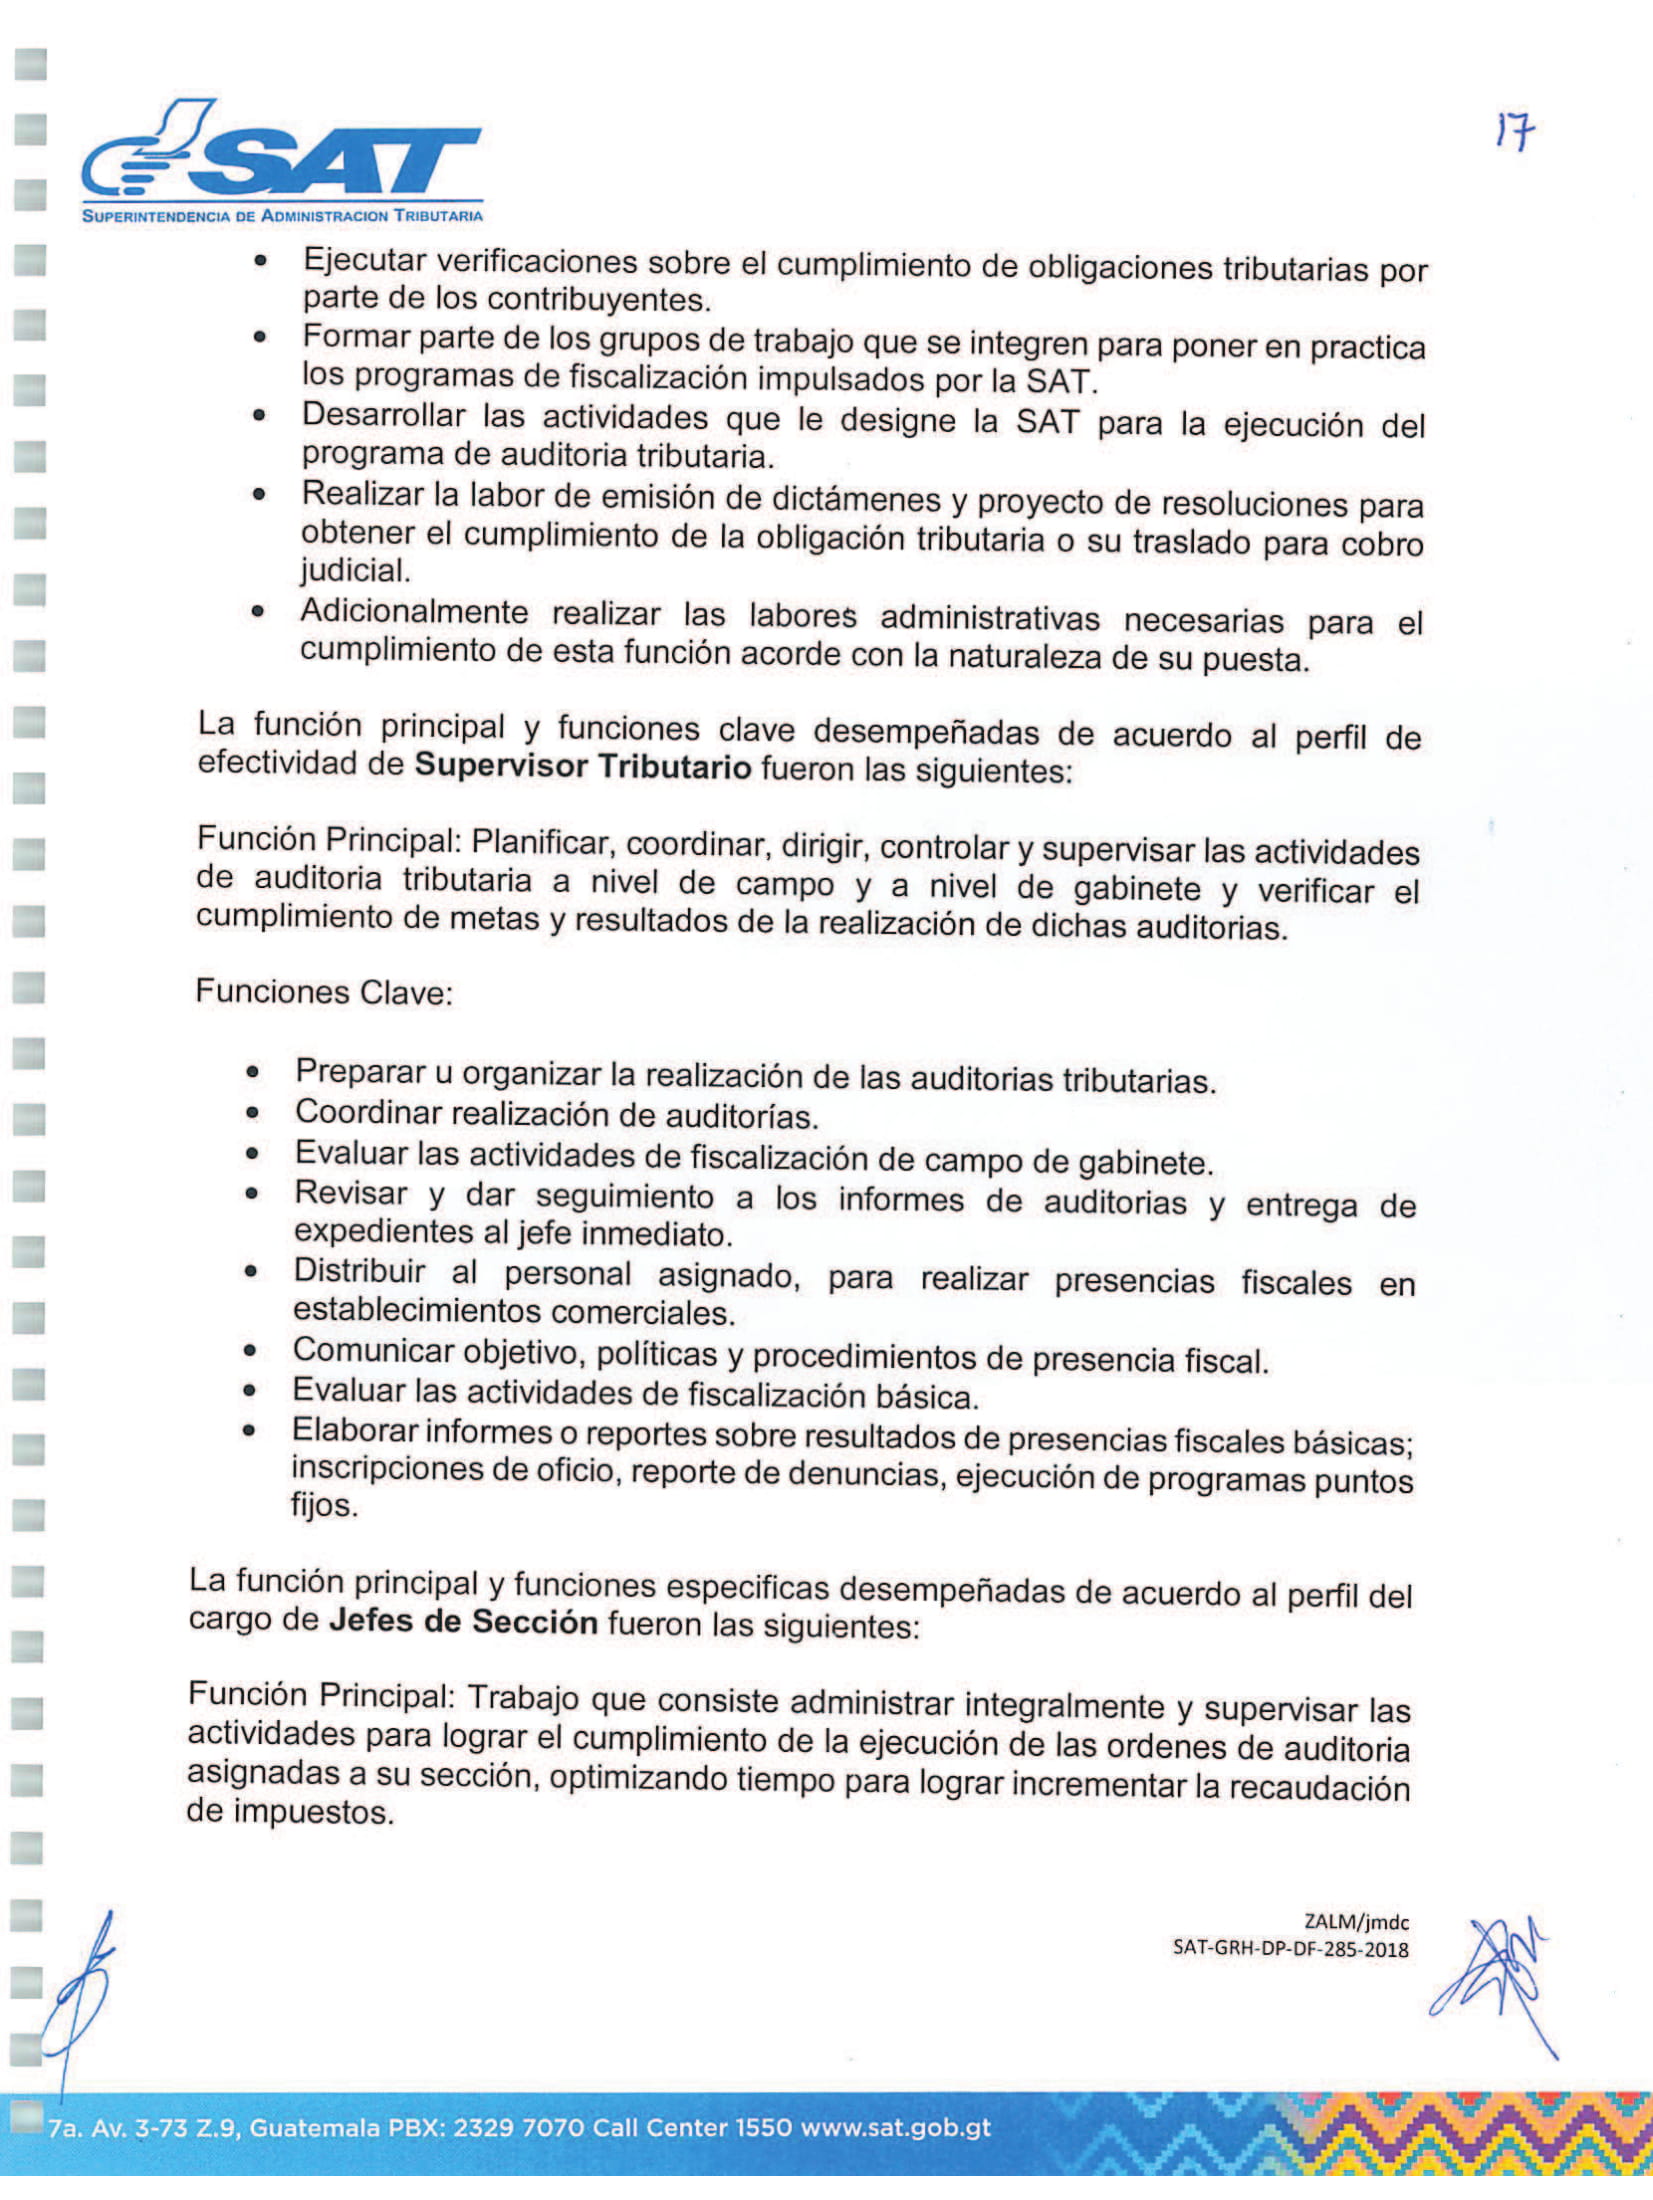 17
SAT
SUPERINTENDENCIA DE ADMINISTRACION TRIBUTARIA
• Ejecutar verificaciones sobre el cumplimiento de obligaciones tributarias por
parte de los contribuyentes.
• Formar parte de los grupos de trabajo que se integren para poner en practica
los programas de fiscalización impulsados por la SAT.
• Desarrollar las actividades que le designe la SAT para la ejecución del
programa de auditoria tributaria.
• Realizar la labor de emisión de dictámenes y proyecto de resoluciones para
obtener el cumplimiento de la obligación tributaria o su traslado para cobro
judicial.
• Adicionalmente realizar las labores administrativas necesarias para el
cumplimiento de esta función acorde con la naturaleza de su puesta.
La función principal y funciones clave desempeñadas de acuerdo al perfil de
efectividad de Supervisor Tributario fueron las siguientes:
Función Principal: Planificar, coordinar, dirigir, controlar y supervisar las actividades
de auditoria tributaria a nivel de campo y a nivel de gabinete y verificar el
cumplimiento de metas y resultados de la realización de dichas auditorias.
Funciones Clave:
• Preparar u organizar la realización de las auditorias tributarias.
• Coordinar realización de auditorías.
• Evaluar las actividades de fiscalización de campo de gabinete.
• Revisar y dar seguimiento a los informes de auditorias y entrega de
expedientes al jefe inmediato.
• Distribuir al personal asignado, para realizar presencias fiscales en
establecimientos comerciales.
• Comunicar objetivo, políticas y procedimientos de presencia fiscal.
• Evaluar las actividades de fiscalización básica.
• Elaborar informes o reportes sobre resultados de presencias fiscales básicas;
inscripciones de oficio, reporte de denuncias, ejecución de programas puntos
fijos.
La función principal y funciones especificas desempeñadas de acuerdo al perfil del
cargo de Jefes de Sección fueron las siguientes:
Función Principal: Trabajo que consiste administrar integralmente y supervisar las
actividades para lograr el cumplimiento de la ejecución de las ordenes de auditoria
asignadas a su sección, optimizando tiempo para lograr incrementar la recaudación
de impuestos.
ZALM/jmdc
SAT-GRH-DP-DF-285-2018
7a. Av. 3-73 Z.9, Guatemala PBX: 2329 7070 Call Center 1550 www.sat.gob.gt